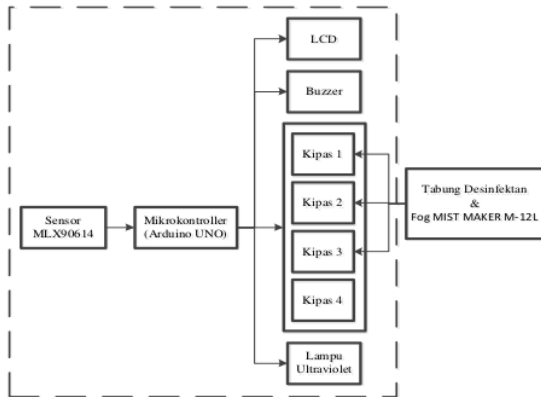 LCD
Buzzer
Kipas 1
Kipas 2
Kipas 3
Kipas 4
Sensor
MLX90614
Mikrokontroller
(Arduino UNO)
Tabung Desinfektan
&
Fog MIST MAKER M-12L
Lampu
Ultraviolet